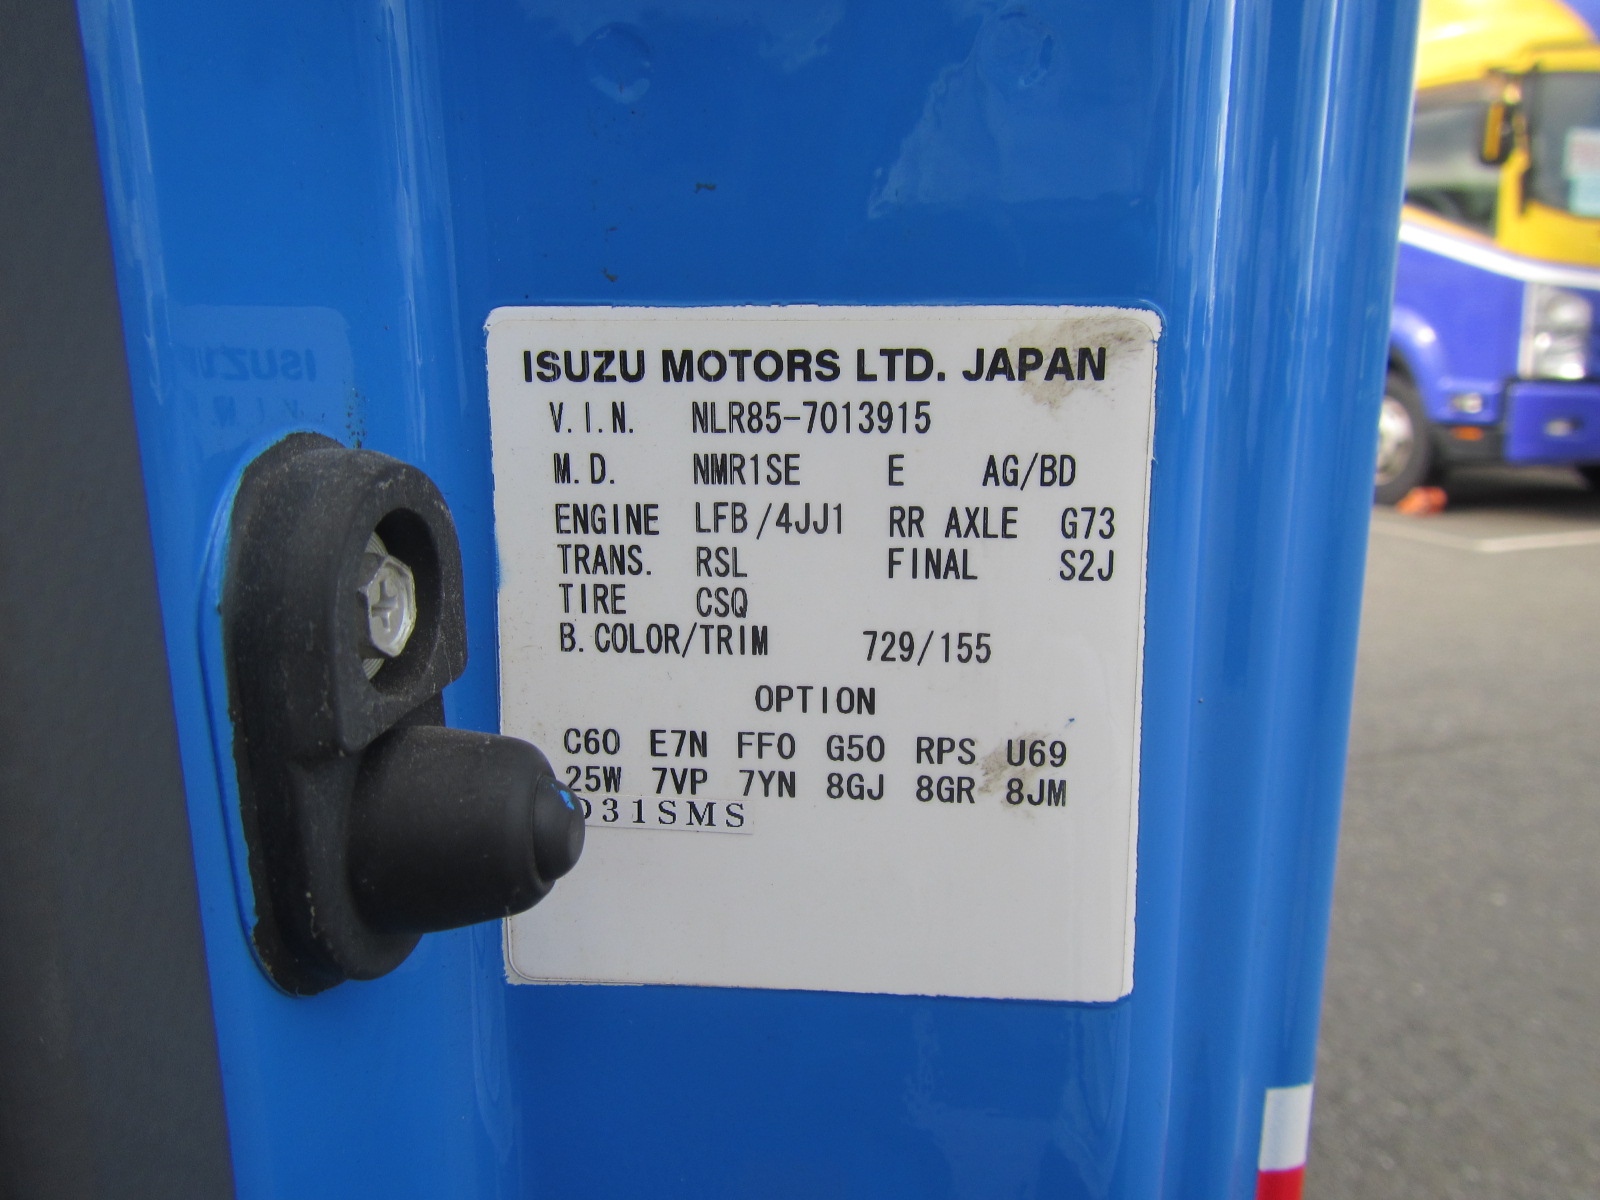 ISUZU MOTORS LTD. JAPAN
V.I.N. NLR85-7013915
M.D. NMR1SE E AG/BD
ENGINE LFB/4JJ1 RR AXLE G73
TRANS. RSL FINAL S2J
TIRE CSQ
B.COLOR/TRIM 729/155
OPTION
C60 E7N FF0 G50 RPS U69
25W 7VP 7YN 8GJ 8GR 8JM
31SMS